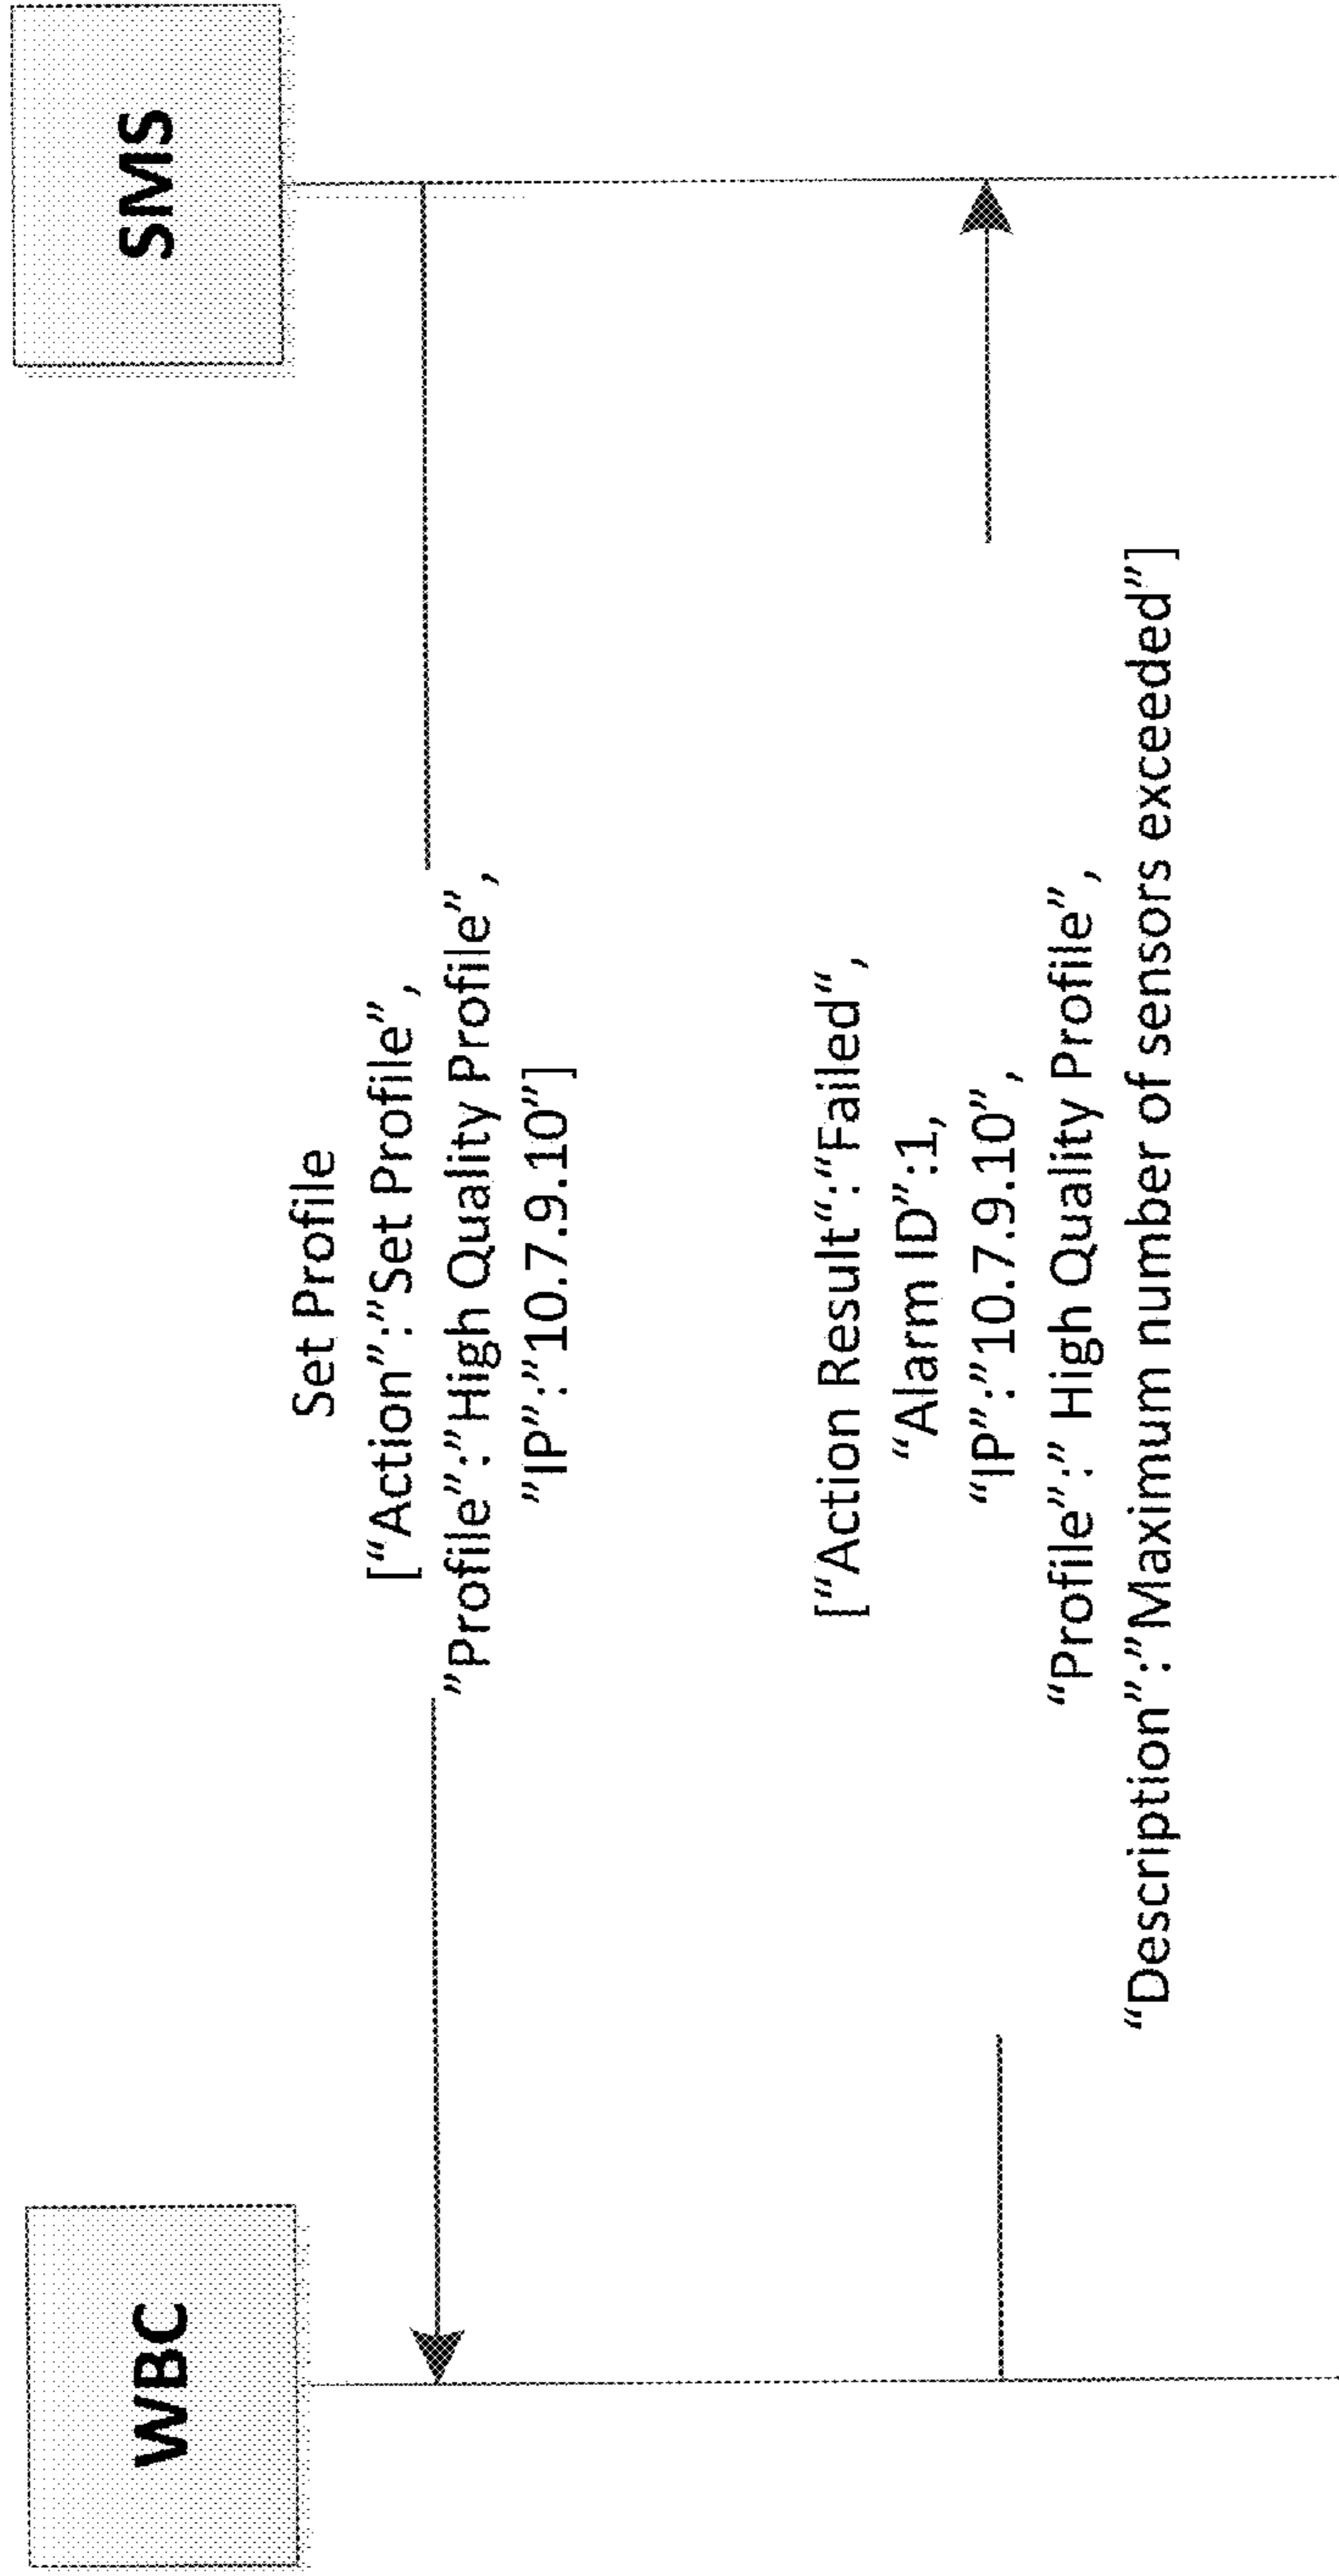 WBC
SMS
Set Profile
[“Action”:”Set Profile”,
”Profile”:”High Quality Profile”,
”IP”:”10.7.9.10”]
[“Action Result“:“Failed“,
“Alarm ID”:1,
“IP”:”10.7.9.10”,
“Profile”:” High Quality Profile”,
“Description”:”Maximum number of sensors exceeded”]